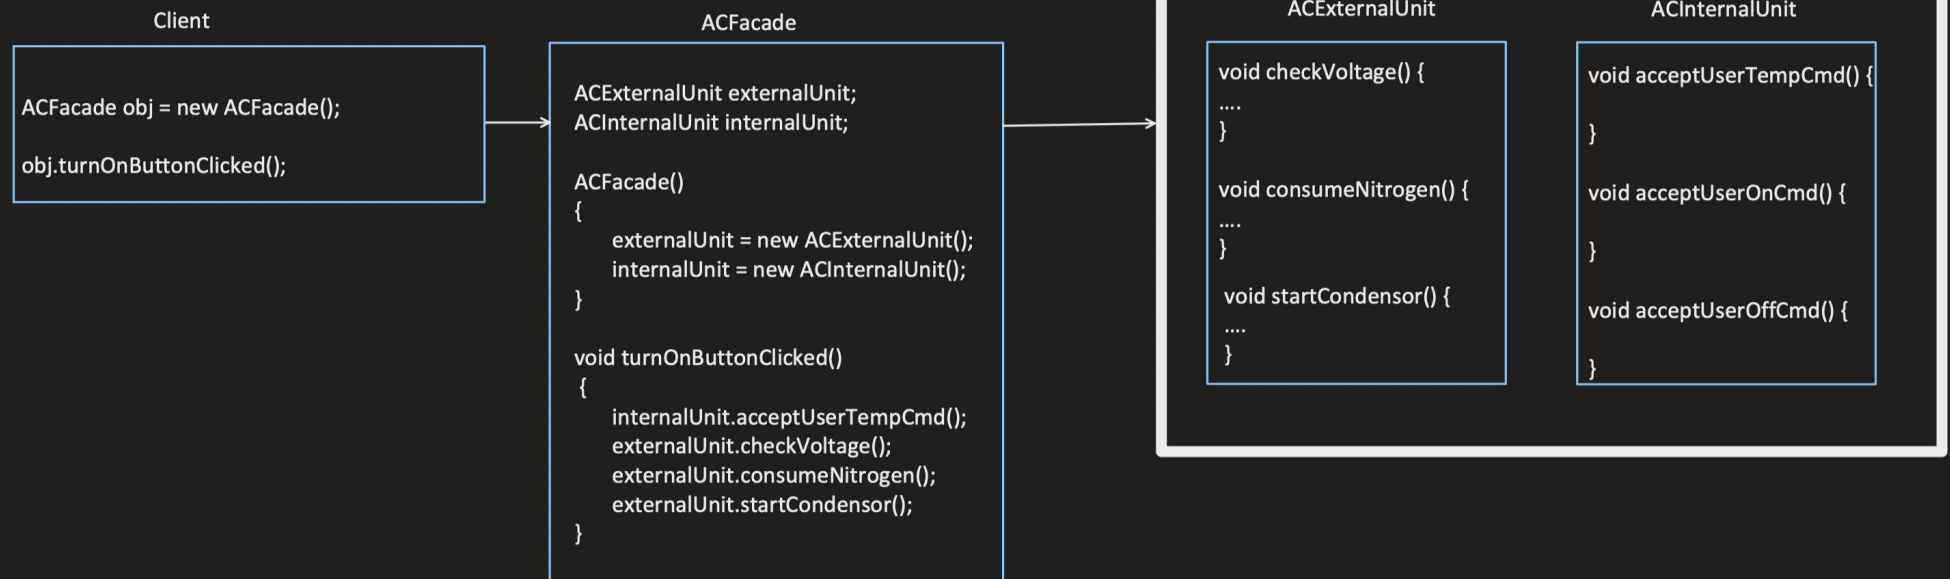 Client
ACFacade obj = new ACFacade();
obj.turnOnButtonClicked();
ACFacade
ACExternalUnit externalUnit;
ACInternalUnit internalUnit;
ACFacade()
{
externalUnit = new ACExternalUnit();
internalUnit = new ACInternalUnit();
}
void turnOnButtonClicked()
{
internalUnit.acceptUserTempCmd();
externalUnit.checkVoltage();
externalUnit.consumeNitrogen();
externalUnit.startCondensor();
}
ACExternalUnit
void checkVoltage() {
....
}
void consumeNitrogen() {
....
}
void startCondensor() {
....
}
ACInternalUnit
void acceptUserTempCmd() {
}
void acceptUserOnCmd() {
}
void acceptUserOffCmd() {
}